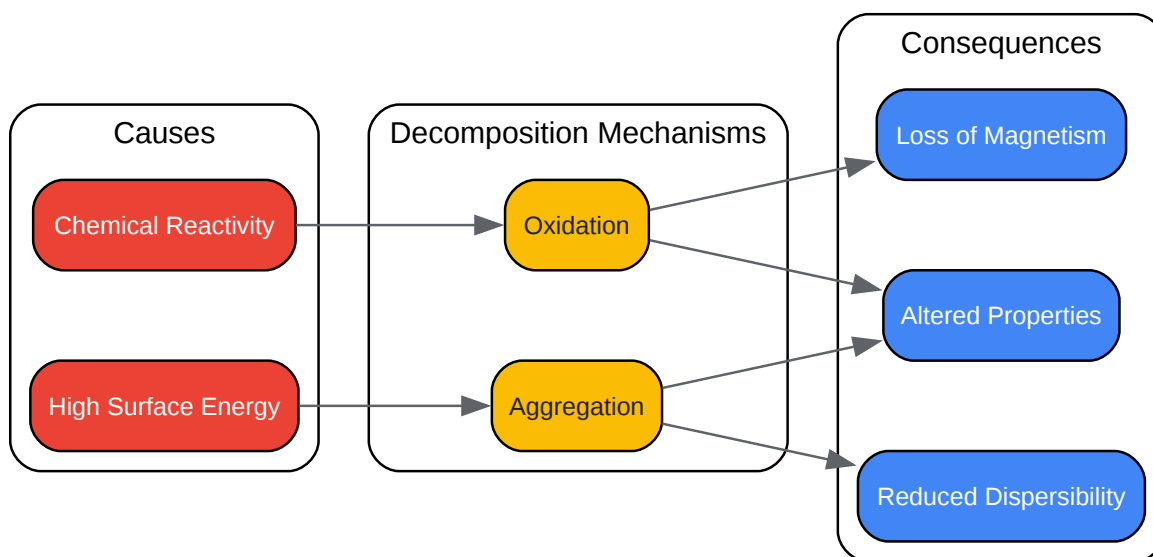 Causes
Chemical Reactivity
High Surface Energy
Decomposition Mechanisms
Oxidation
Aggregation
Consequences
Loss of Magnetism
Altered Properties
Reduced Dispersibility